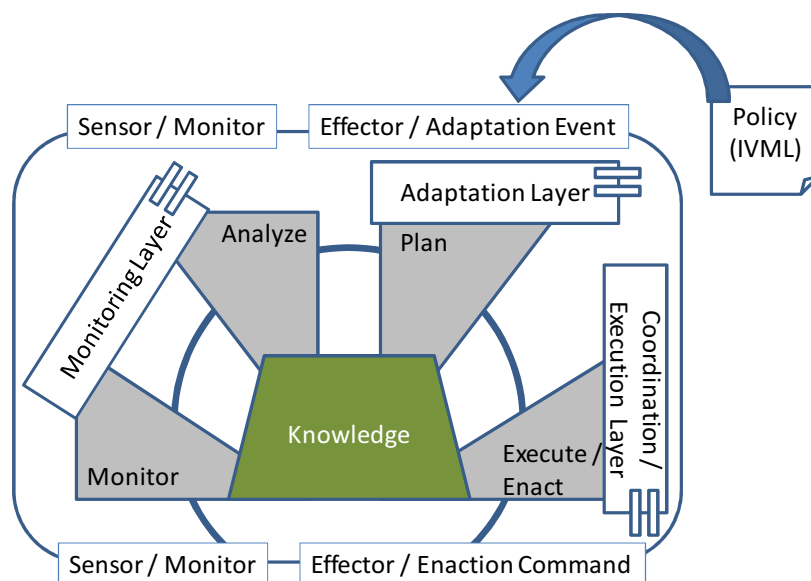 Sensor / Monitor
Effector / Adaptation Event
Policy
(IVML)
Adaptation Layer
Analyze
Plan
Monitoring Layer
Coordination /
Execution Layer
Knowledge
Monitor
Execute /
Enact
Sensor / Monitor
Effector / Enaction Command